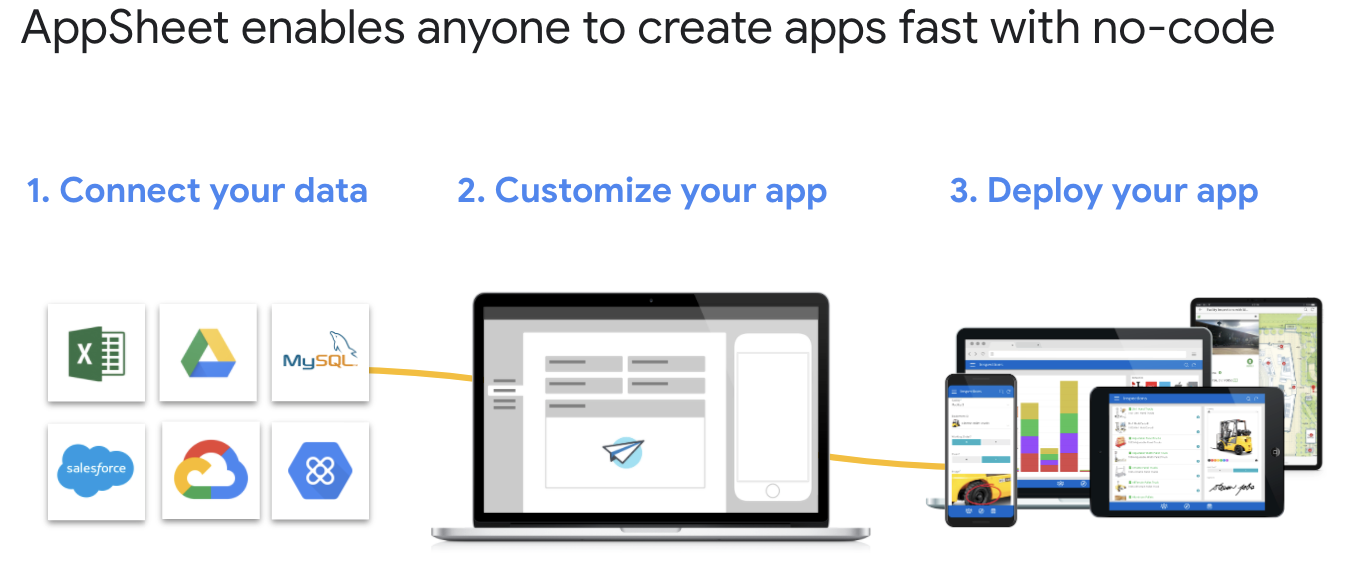 AppSheet enables anyone to create apps fast with no-code
1. Connect your data
2. Customize your app
3. Deploy your app
X
MySQL
salesforce